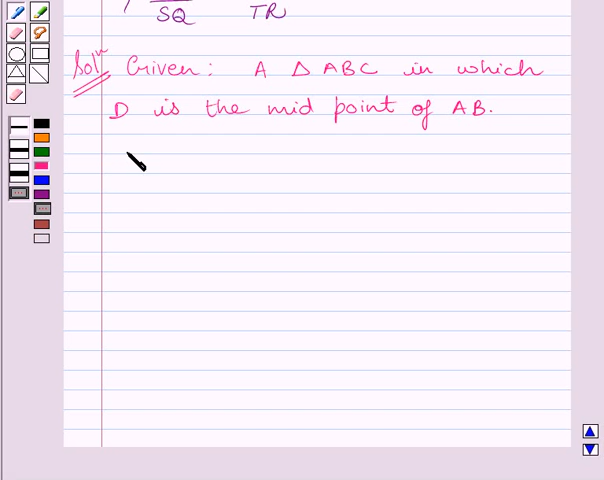 SQ TR
Solⁿ Given: A Δ ABC in which
D is the mid point of AB.